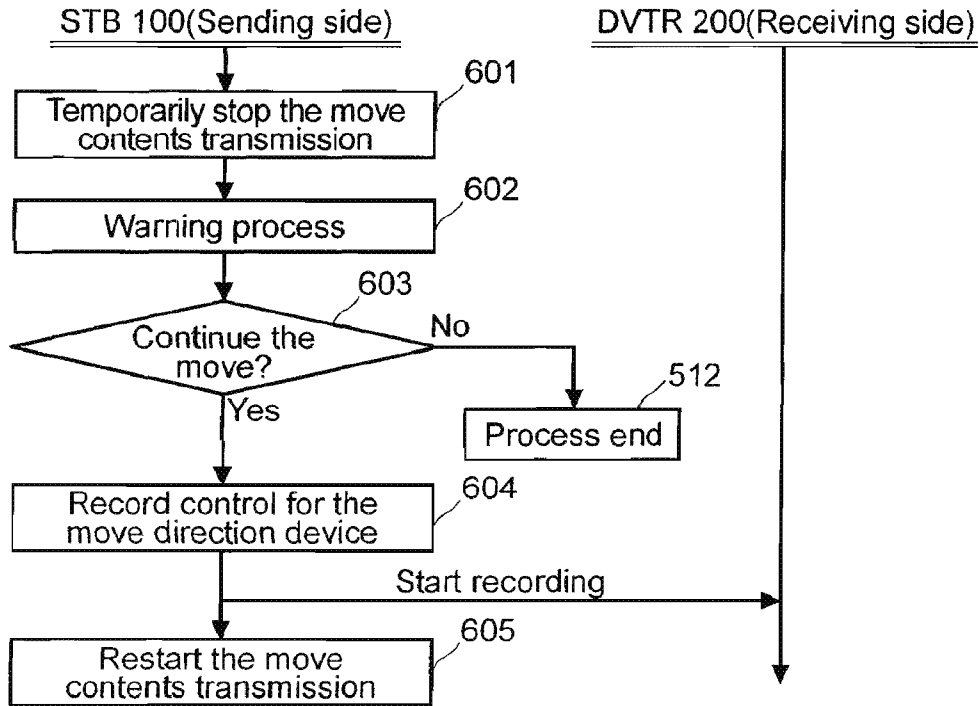 STB 100(Sending side)
DVTR 200(Receiving side)
601
Temporarily stop the move
contents transmission
602
Warning process
603
Continue the
move?
No
Yes
512
Process end
604
Record control for the
move direction device
Start recording
605
Restart the move
contents transmission